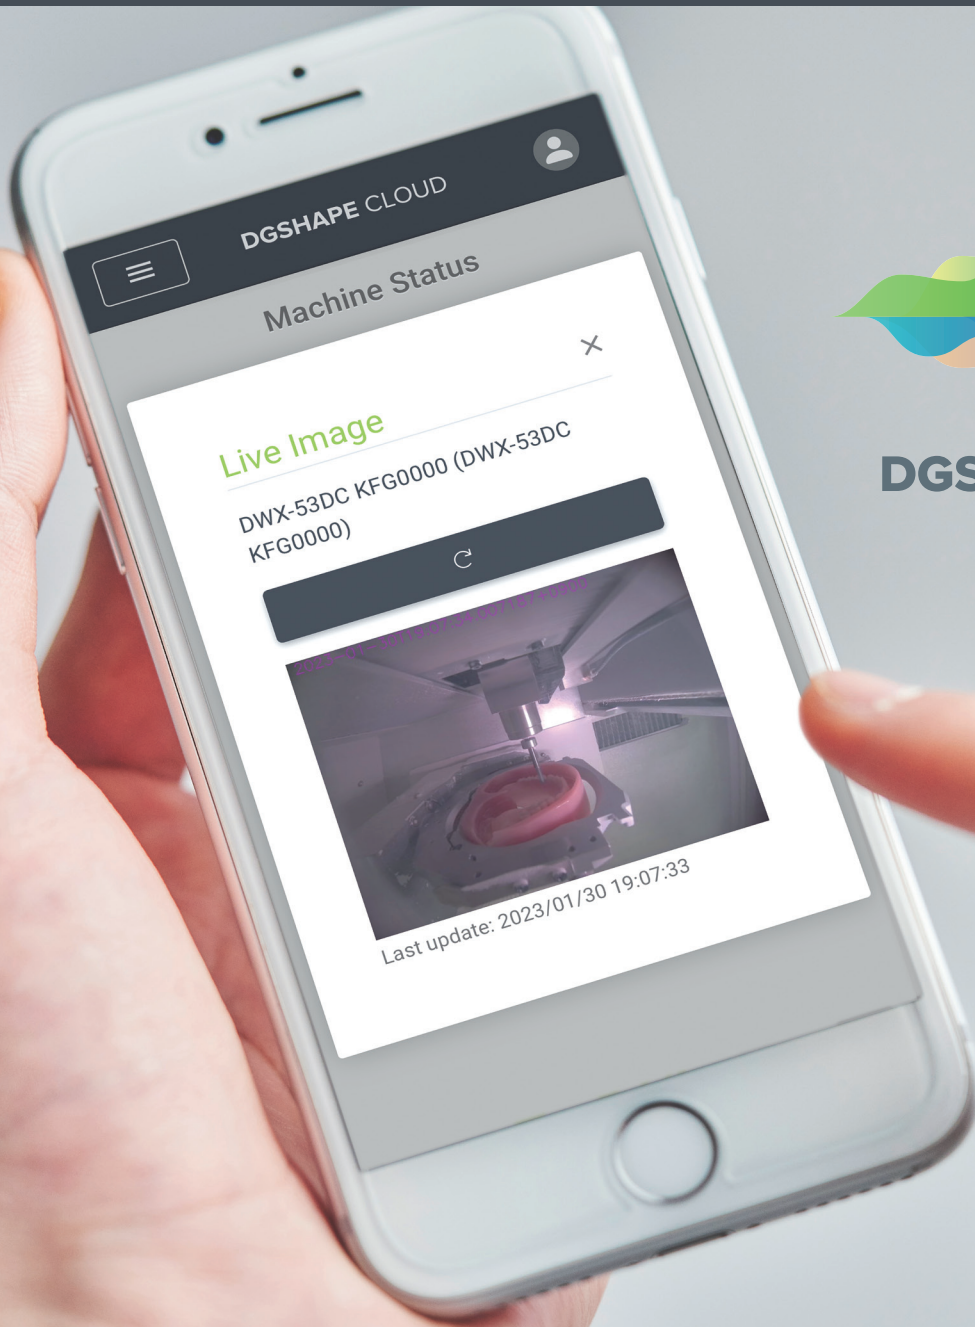 DGSHAPE CLOUD
Machine Status
Live Image
DWX-53DC KFG0000 (DWX-53DC
KFG0000)
Last update: 2023/01/30 19:07:33
DGS